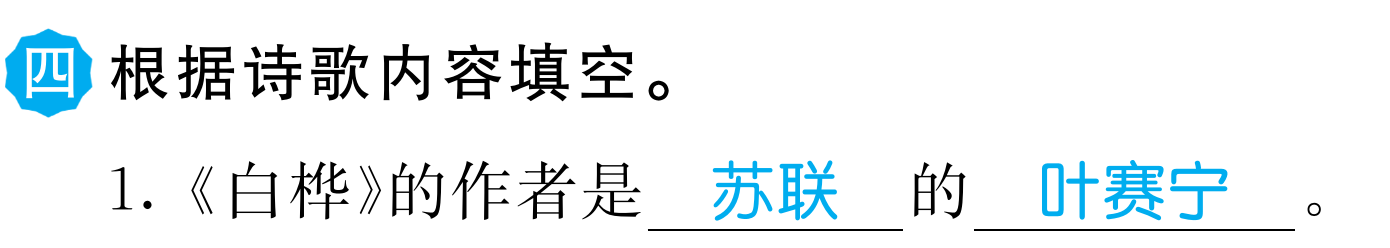 四 根据诗歌内容填空。
1.《白桦》的作者是 苏联 的 叶赛宁 。